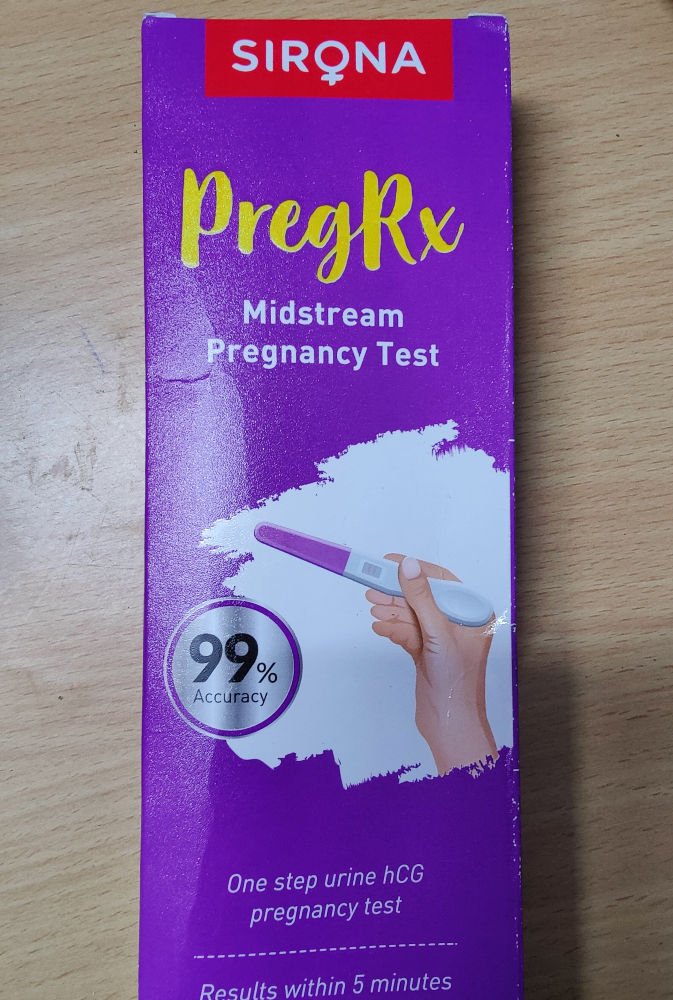 SIRONA
PregRx
Midstream
Pregnancy Test
99%
Accuracy
One step urine hCG
pregnancy test
Results within 5 minutes